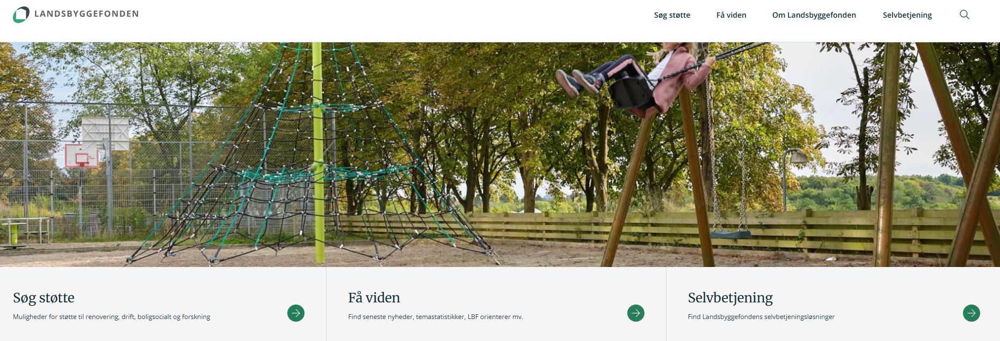 LANDSBYGGEFONDEN
Søg støtte
Få viden
Om Landsbyggefonden
Selvbetjening
Søg støtte
Muligheder for støtte til renovering, drift, boligsocialt og forskning
Få viden
Find seneste nyheder, temastatistikker, LBF orienterer mv.
Selvbetjening
Find Landsbyggefondens selvbetjeningsløsninger